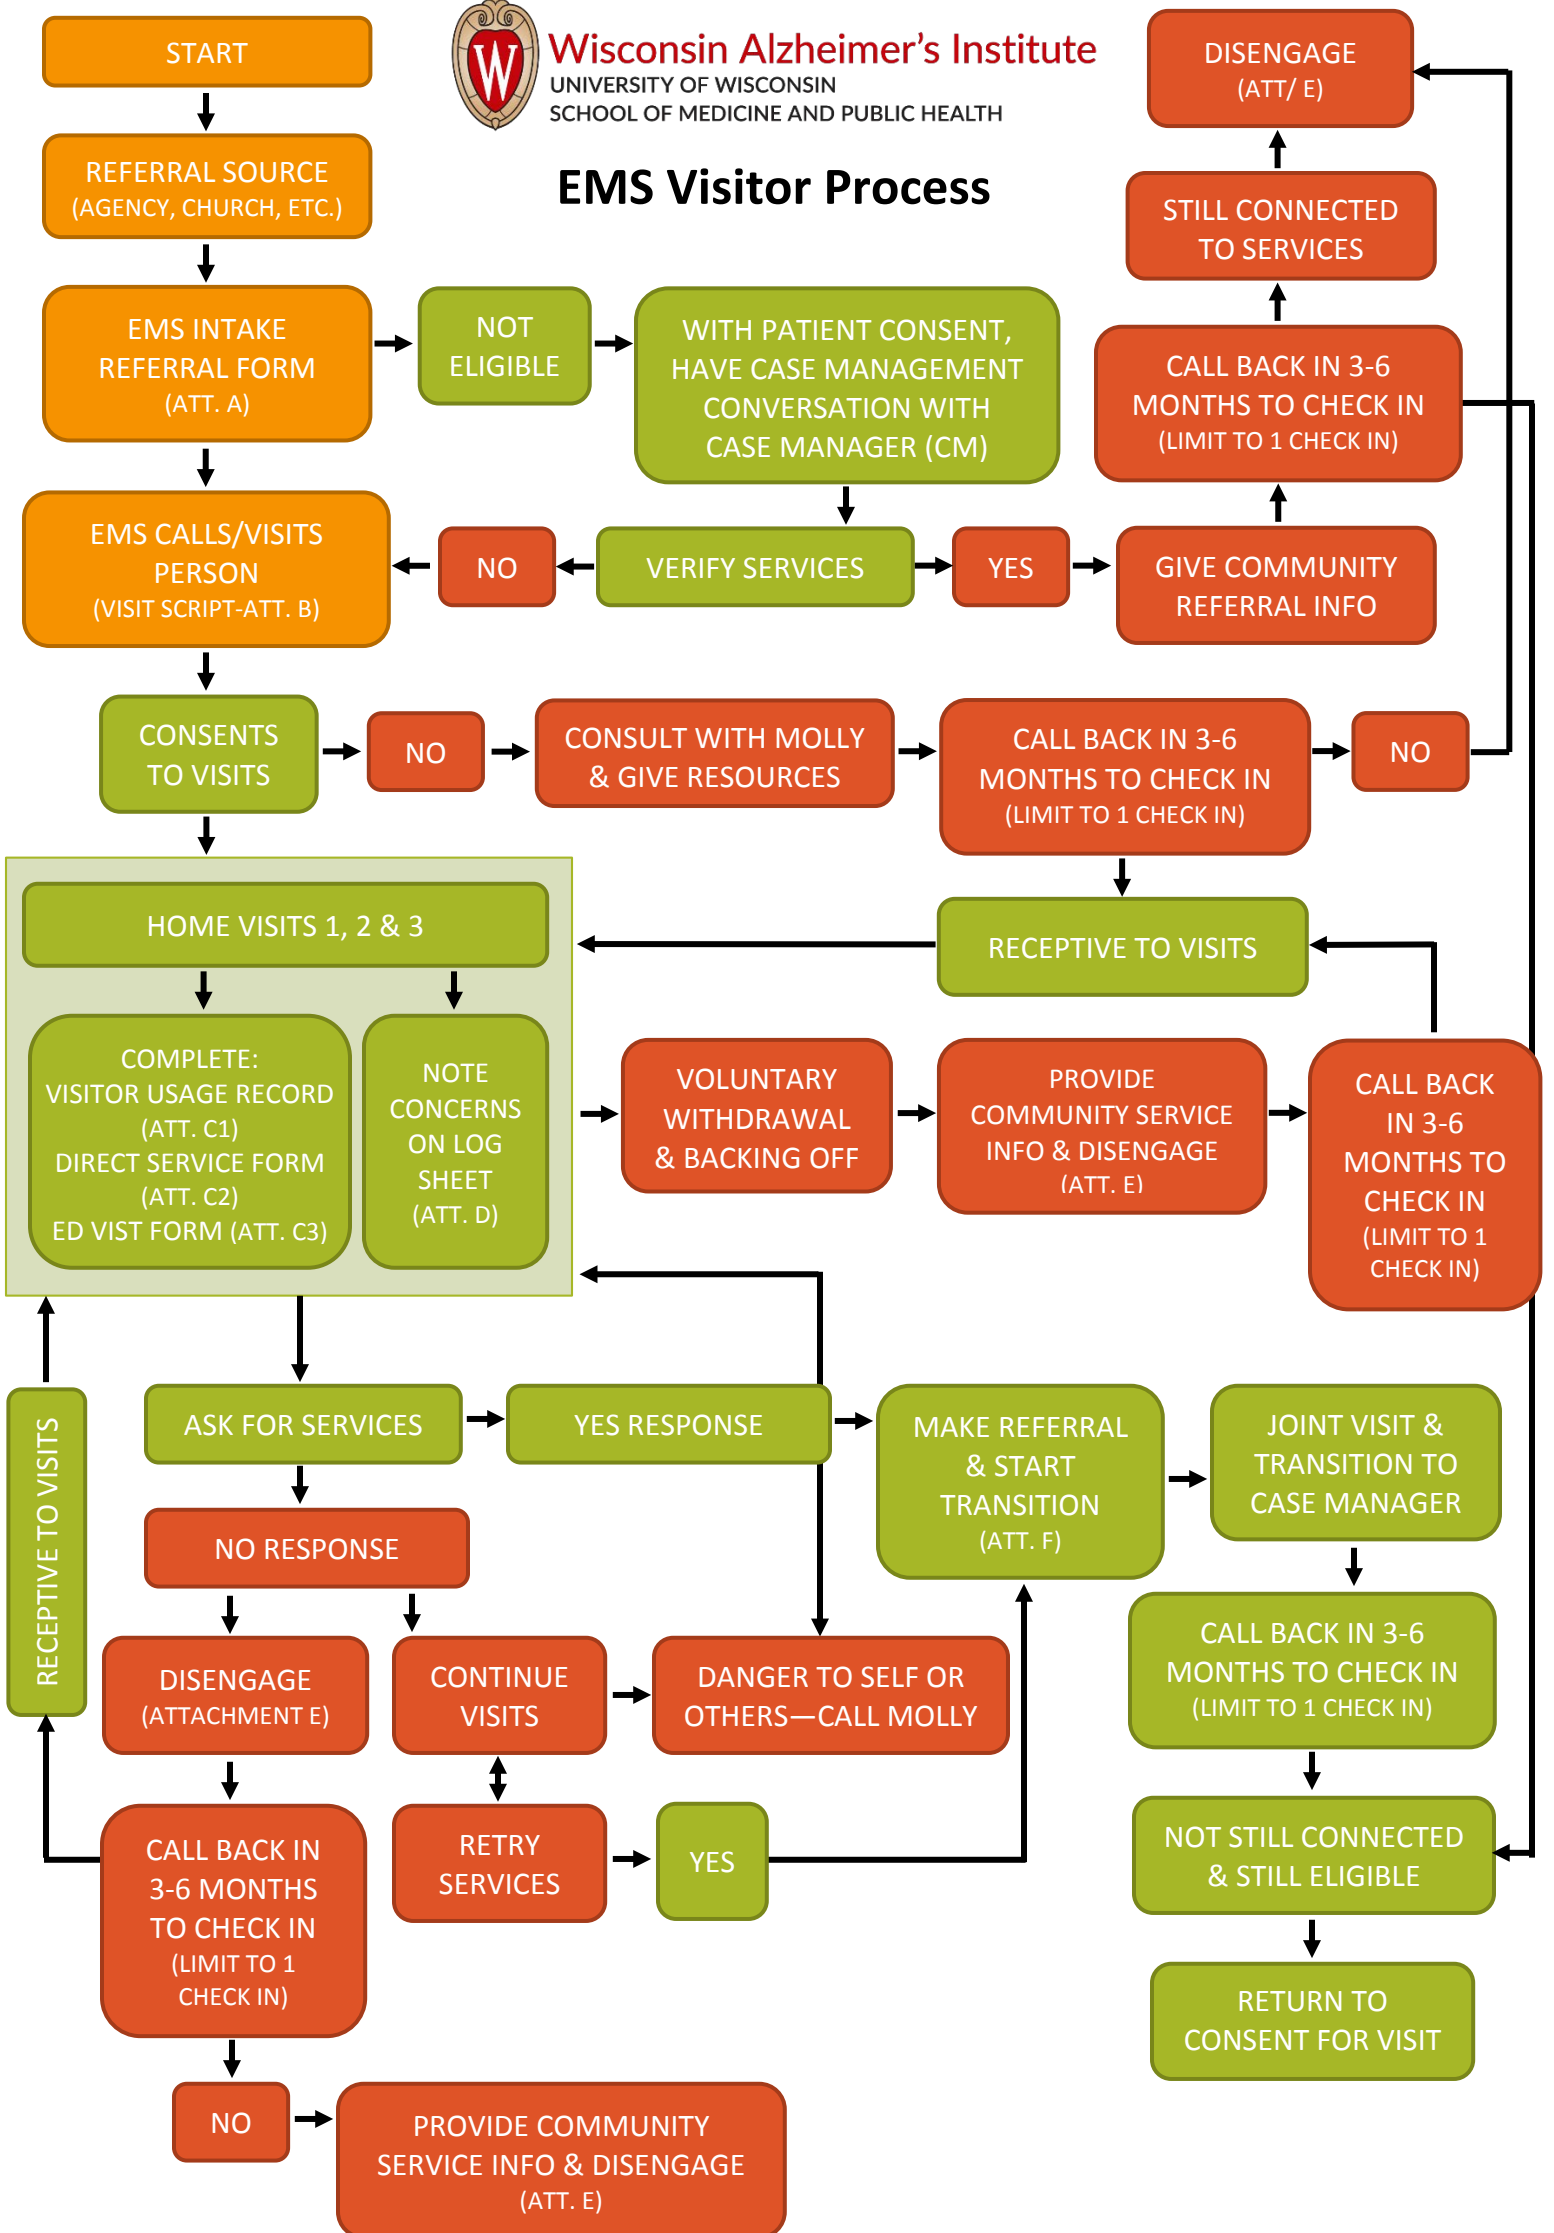 START
W
Wisconsin Alzheimer's Institute
UNIVERSITY OF WISCONSIN
SCHOOL OF MEDICINE AND PUBLIC HEALTH
EMS Visitor Process
DISENGAGE
(ATT/ E)
REFERRAL SOURCE
(AGENCY, CHURCH, ETC.)
STILL CONNECTED
TO SERVICES
EMS INTAKE
REFERRAL FORM
(ATT. A)
NOT
ELIGIBLE
WITH PATIENT CONSENT,
HAVE CASE MANAGEMENT
CONVERSATION WITH
CASE MANAGER (CM)
CALL BACK IN 3-6
MONTHS TO CHECK IN
(LIMIT TO 1 CHECK IN)
EMS CALLS/VISITS
PERSON
(VISIT SCRIPT-ATT. B)
NO
VERIFY SERVICES
YES
GIVE COMMUNITY
REFERRAL INFO
CONSENTS
TO VISITS
NO
CONSULT WITH MOLLY
& GIVE RESOURCES
CALL BACK IN 3-6
MONTHS TO CHECK IN
(LIMIT TO 1 CHECK IN)
NO
HOME VISITS 1, 2 & 3
RECEPTIVE TO VISITS
COMPLETE:
VISITOR USAGE RECORD
(ATT. C1)
DIRECT SERVICE FORM
(ATT. C2)
ED VIST FORM (ATT. C3)
NOTE
CONCERNS
ON LOG
SHEET
(ATT. D)
VOLUNTARY
WITHDRAWAL
& BACKING OFF
PROVIDE
COMMUNITY SERVICE
INFO & DISENGAGE
(ATT. E)
CALL BACK
IN 3-6
MONTHS TO
CHECK IN
(LIMIT TO 1
CHECK IN)
RECEPTIVE TO VISITS
ASK FOR SERVICES
YES RESPONSE
MAKE REFERRAL
& START
TRANSITION
(ATT. F)
JOINT VISIT &
TRANSITION TO
CASE MANAGER
NO RESPONSE
DISENGAGE
(ATTACHMENT E)
CONTINUE
VISITS
DANGER TO SELF OR
OTHERS—CALL MOLLY
CALL BACK IN 3-6
MONTHS TO CHECK IN
(LIMIT TO 1 CHECK IN)
CALL BACK IN
3-6 MONTHS
TO CHECK IN
(LIMIT TO 1
CHECK IN)
RETRY
SERVICES
YES
NOT STILL CONNECTED
& STILL ELIGIBLE
RETURN TO
CONSENT FOR VISIT
NO
PROVIDE COMMUNITY
SERVICE INFO & DISENGAGE
(ATT. E)